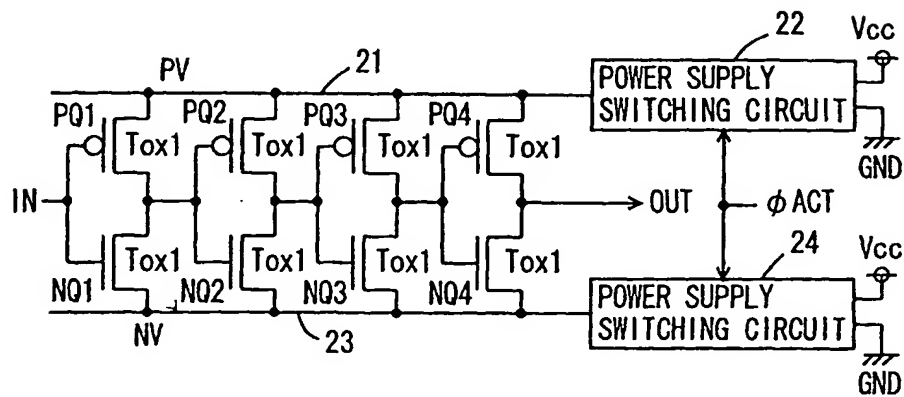 22
Vcc
PV
21
POWER SUPPLY
SWITCHING CIRCUIT
PQ1
PQ2
PQ3
PQ4
Tox1
Tox1
Tox1
Tox1
GND
IN
OUT
φACT
24
Vcc
Tox1
Tox1
Tox1
Tox1
NQ1
NQ2
NQ3
NQ4
POWER SUPPLY
SWITCHING CIRCUIT
NV
23
GND